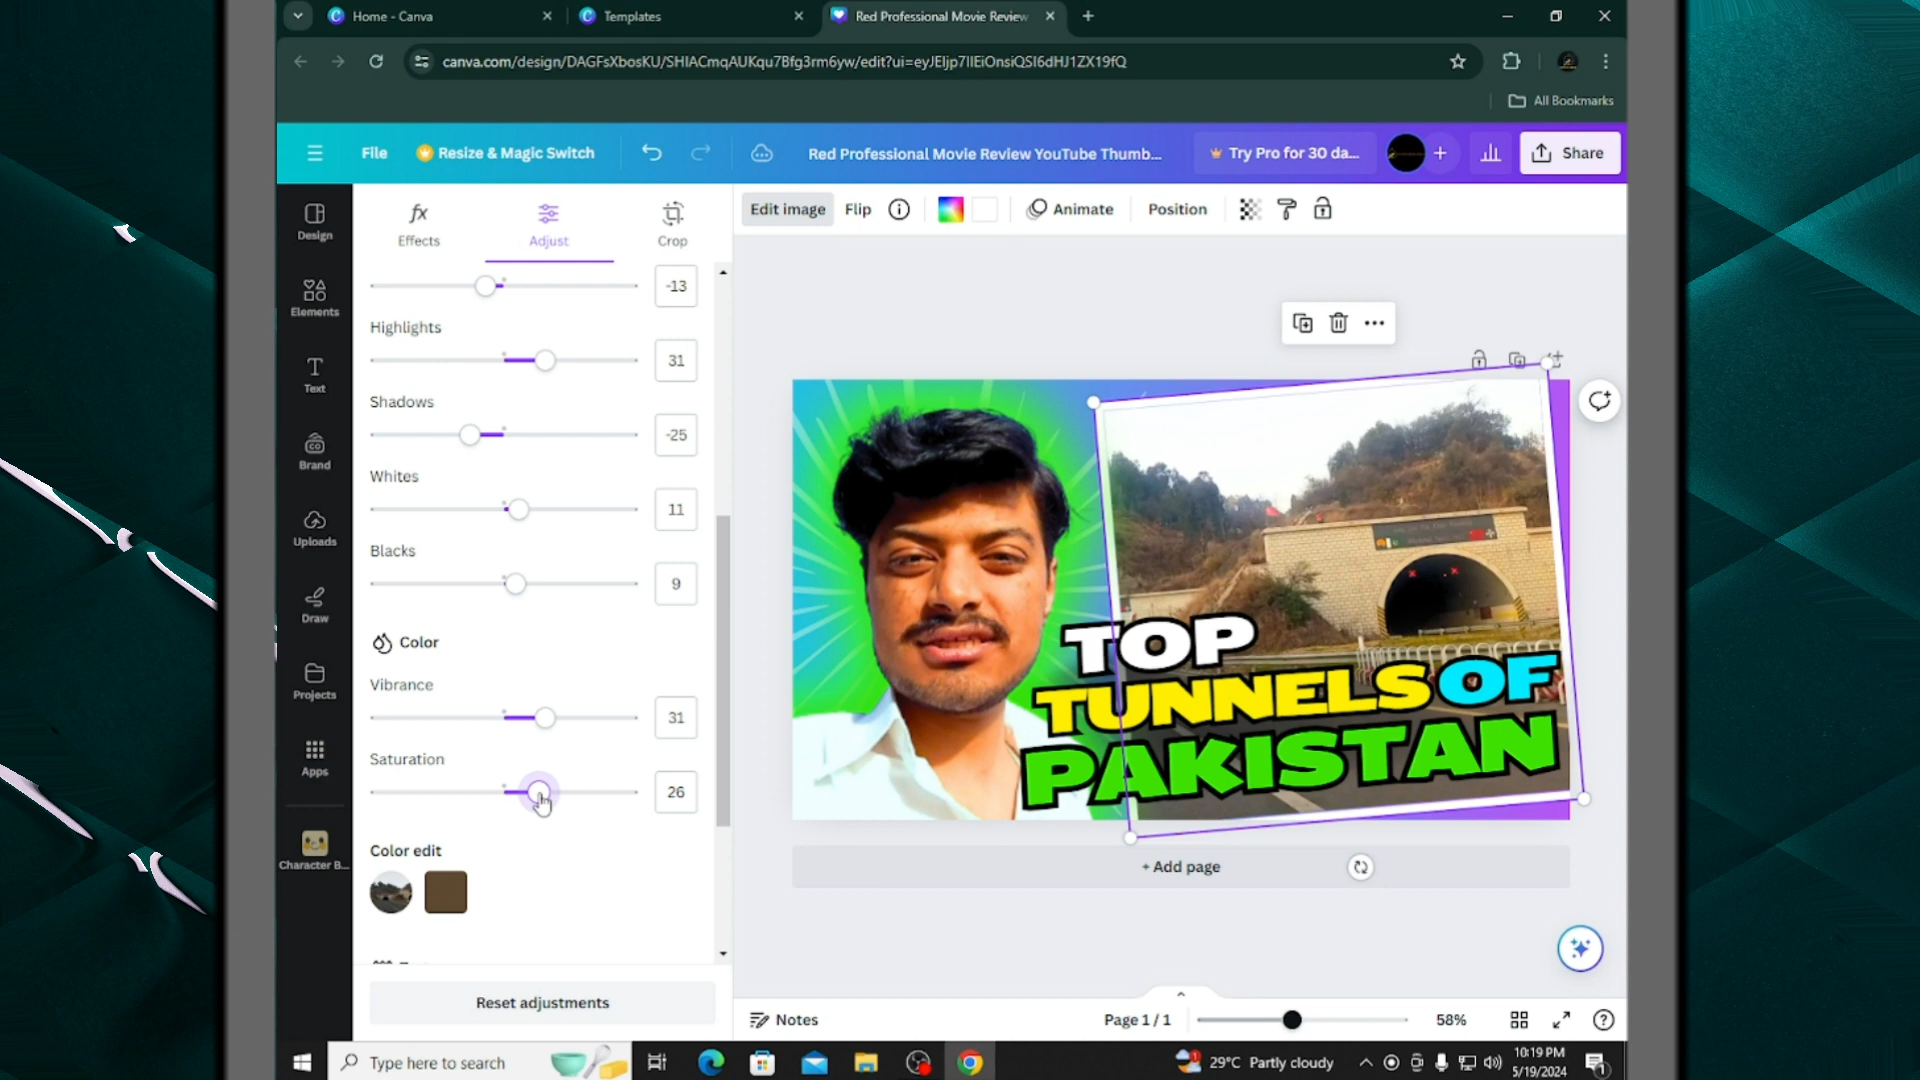 Home - Canva
Templates
Red Professional Movie Review
canva.com/design/DAGFsXbosKU/SHIACmqAUKqu7Bfg3rm6yw/edit?ui=eyJEIjp7IlEiOnsiQSI6dHJ1ZX19fQ
All Bookmarks
File
Resize & Magic Switch
Red Professional Movie Review YouTube Thumb...
Try Pro for 30 da...
Share
Design
Elements
Text
Brand
Uploads
Draw
Projects
Apps
Character B...
fx
Effects
Adjust
Crop
-13
Highlights
31
Shadows
-25
Whites
11
Blacks
9
Color
Vibrance
31
Saturation
26
Color edit
Reset adjustments
Edit image
Flip
Animate
Position
TOP
TUNNELS OF
PAKISTAN
+ Add page
Notes
Page 1 / 1
58%
Type here to search
29°C Partly cloudy
10:19 PM
5/19/2024
1